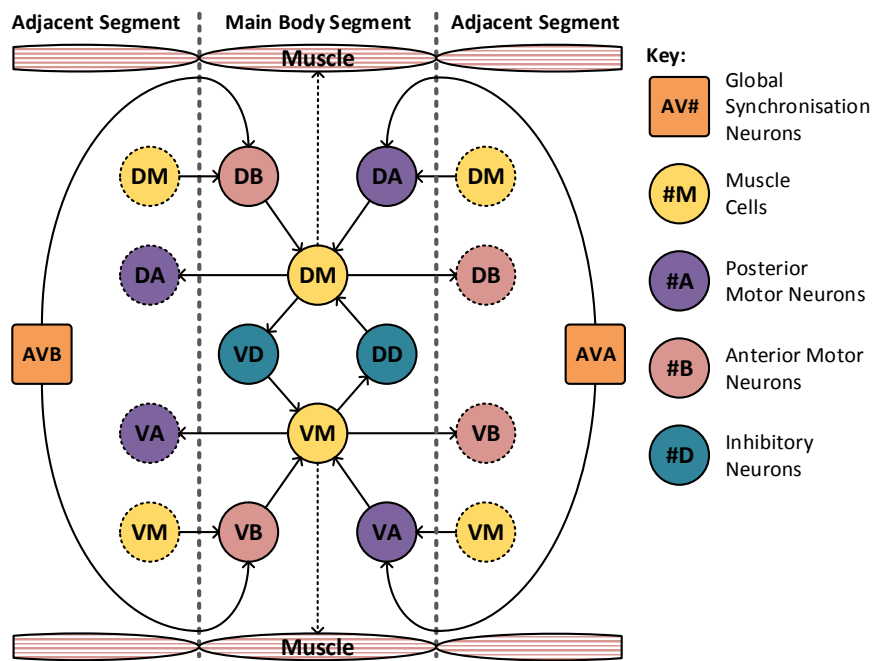 Adjacent Segment Main Body Segment Adjacent Segment
Muscle
DM DB DA DM
DA DM DB
AVB VD DD AVA
VA VM VB
VM VB VA VM
Muscle
Key:
AV# Global
Synchronisation
Neurons
#M Muscle
Cells
#A Posterior
Motor Neurons
#B Anterior Motor
Neurons
#D Inhibitory
Neurons